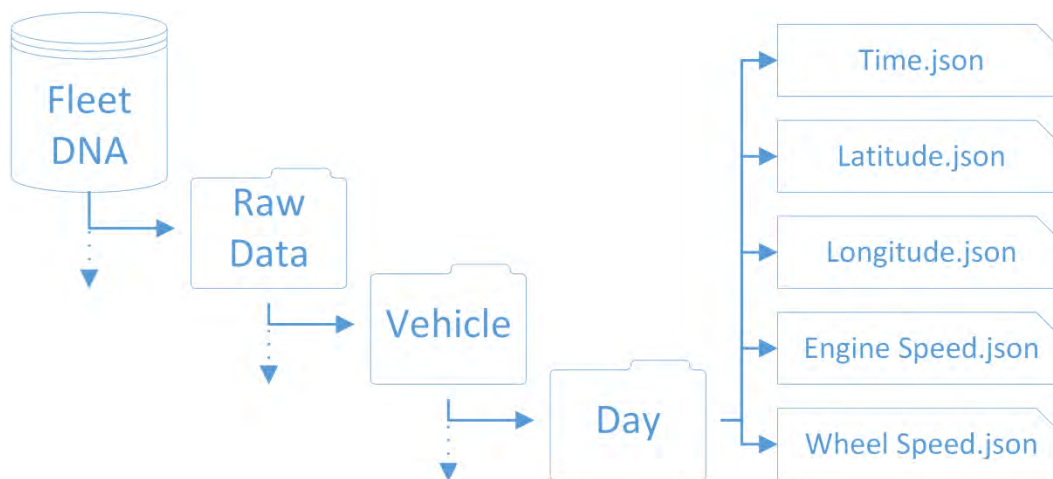 Fleet
DNA
Raw
Data
Vehicle
Day
Time.json
Latitude.json
Longitude.json
Engine Speed.json
Wheel Speed.json